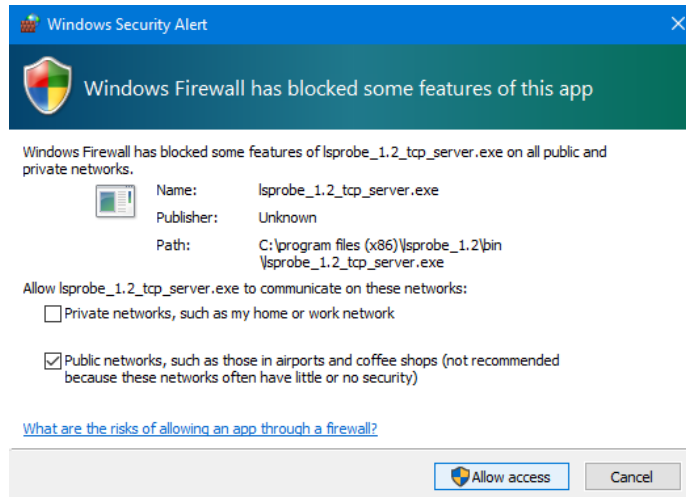 Windows Security Alert
Windows Firewall has blocked some features of this app
Windows Firewall has blocked some features of lsprobe_1.2_tcp_server.exe on all public and
private networks.
Name: lsprobe_1.2_tcp_server.exe
Publisher: Unknown
Path: C:\program files (x86)\lsprobe_1.2\bin
\lsprobe_1.2_tcp_server.exe
Allow lsprobe_1.2_tcp_server.exe to communicate on these networks:
Private networks, such as my home or work network
Public networks, such as those in airports and coffee shops (not recommended
because these networks often have little or no security)
What are the risks of allowing an app through a firewall?
Allow access Cancel